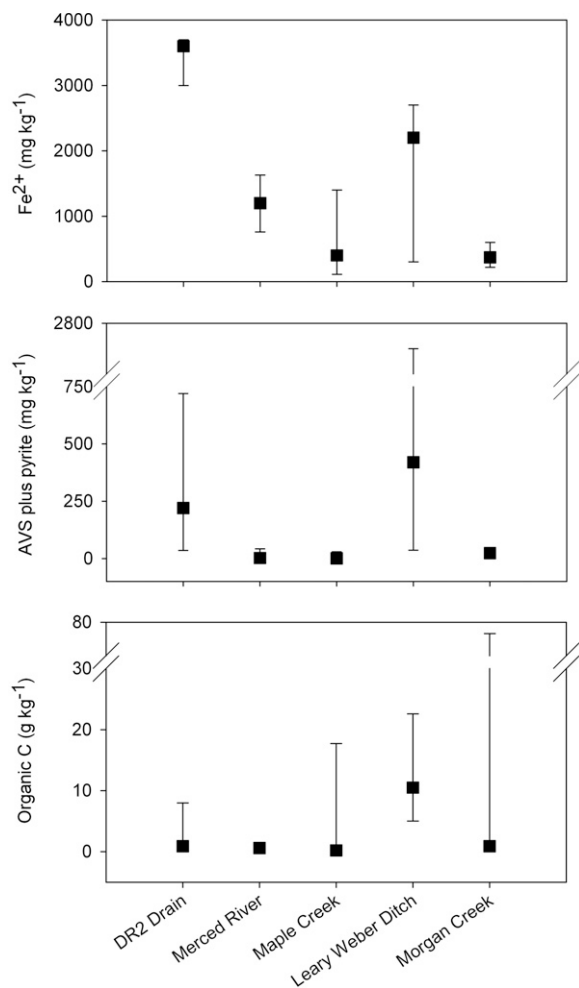 4000
3000
2000
1000
0
Fe²⁺ (mg kg⁻¹)
2800
750
500
250
0
AVS plus pyrite (mg kg⁻¹)
80
30
20
10
0
Organic C (g kg⁻¹)
DR2 Drain
Merced River
Maple Creek
Leary Weber Ditch
Morgan Creek